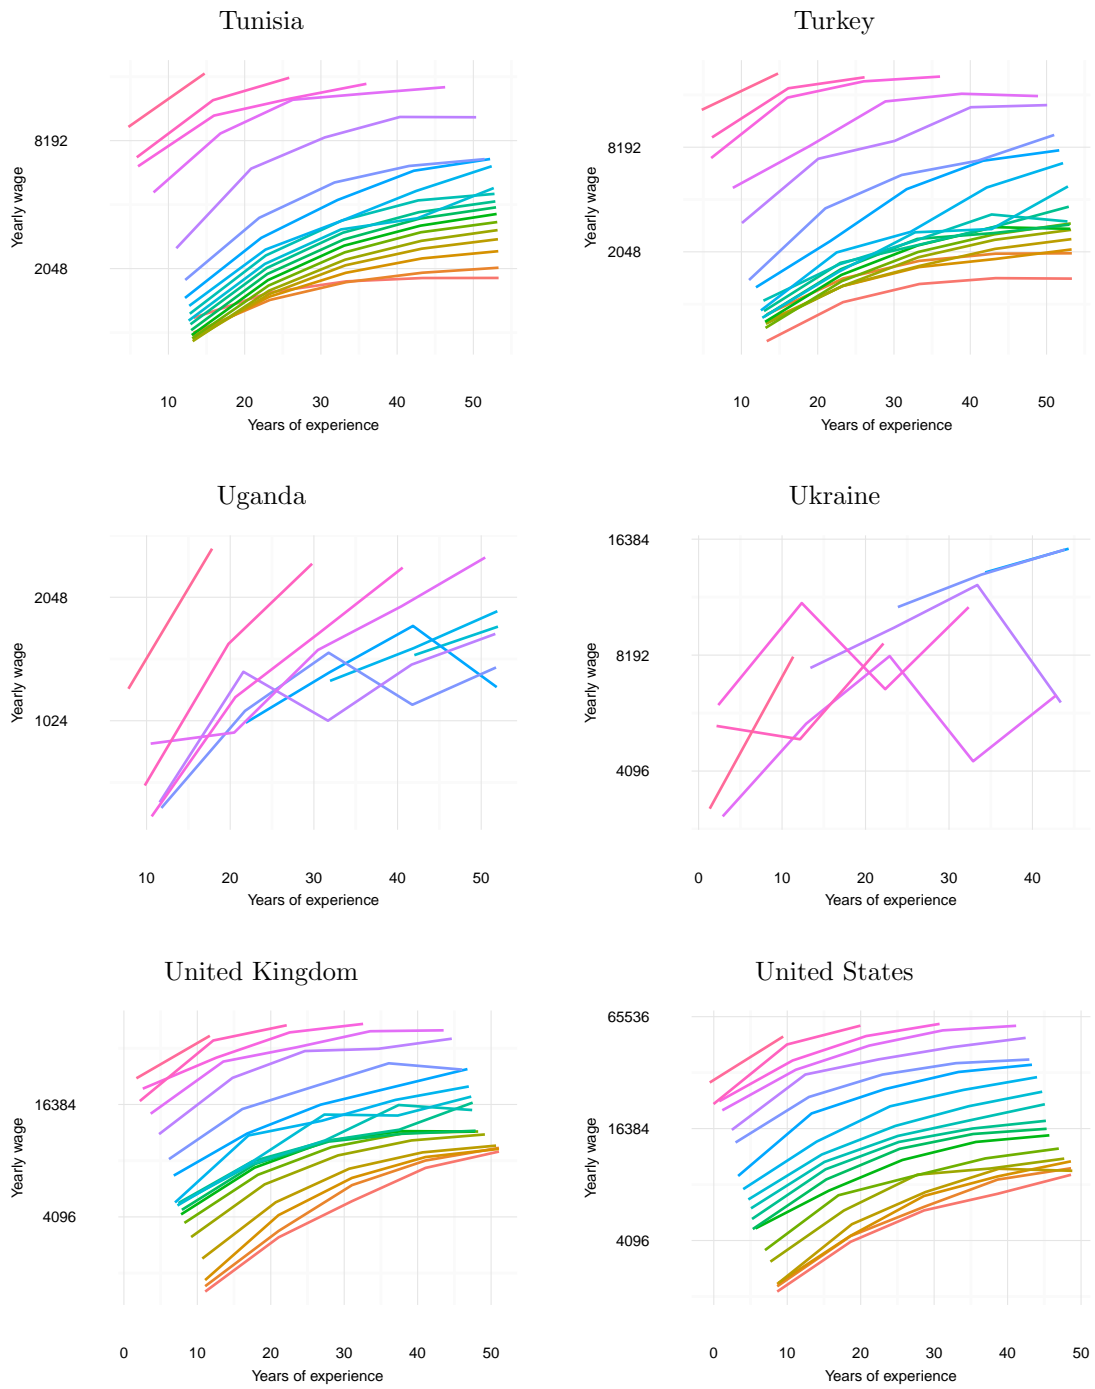 Tunisia
Turkey
Yearly wage
8192
2048
10 20 30 40 50
Years of experience
Yearly wage
8192
2048
10 20 30 40 50
Years of experience
Uganda
Ukraine
Yearly wage
2048
1024
10 20 30 40 50
Years of experience
Yearly wage
16384
8192
4096
0 10 20 30 40
Years of experience
United Kingdom
United States
Yearly wage
16384
4096
0 10 20 30 40 50
Years of experience
Yearly wage
65536
16384
4096
0 10 20 30 40 50
Years of experience